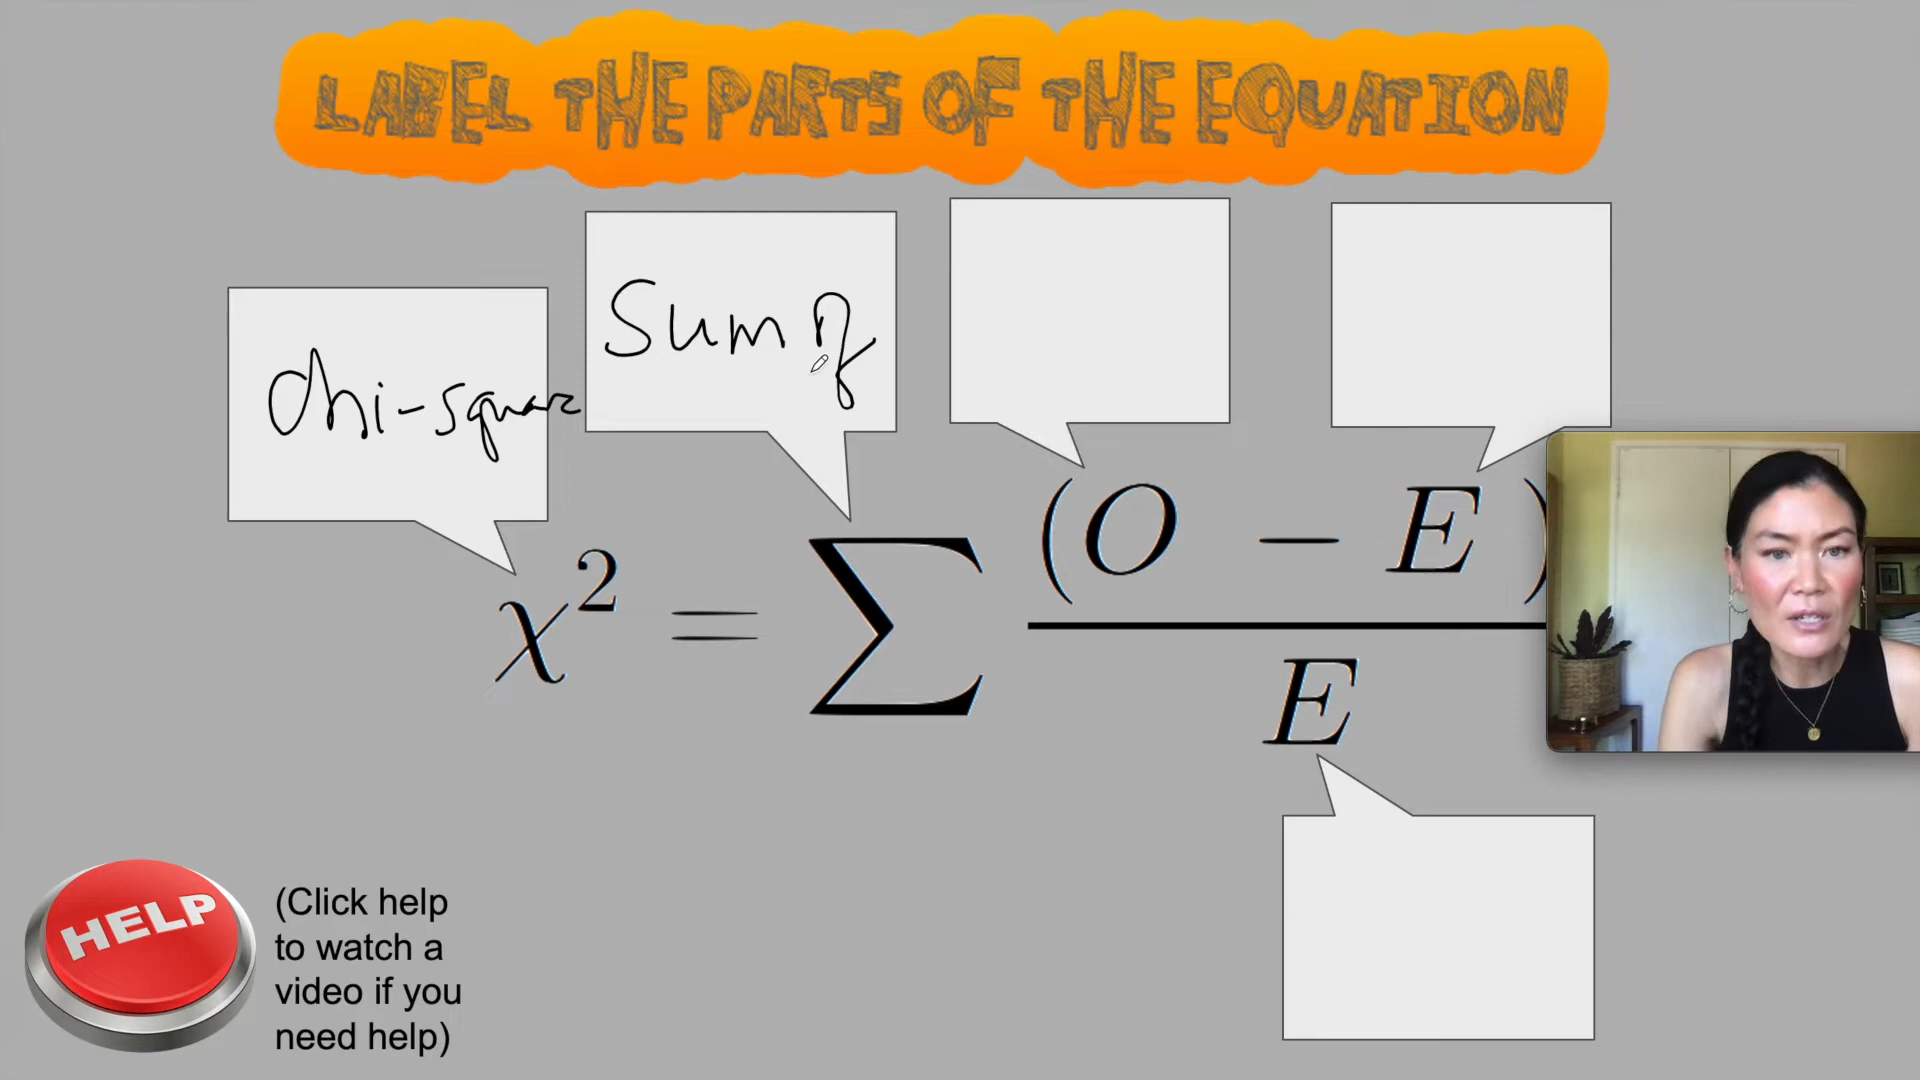 LABEL THE PARTS OF THE EQUATION
Chi-square
Sum of
χ² = ∑ (O − E)
E
HELP
(Click help
to watch a
video if you
need help)